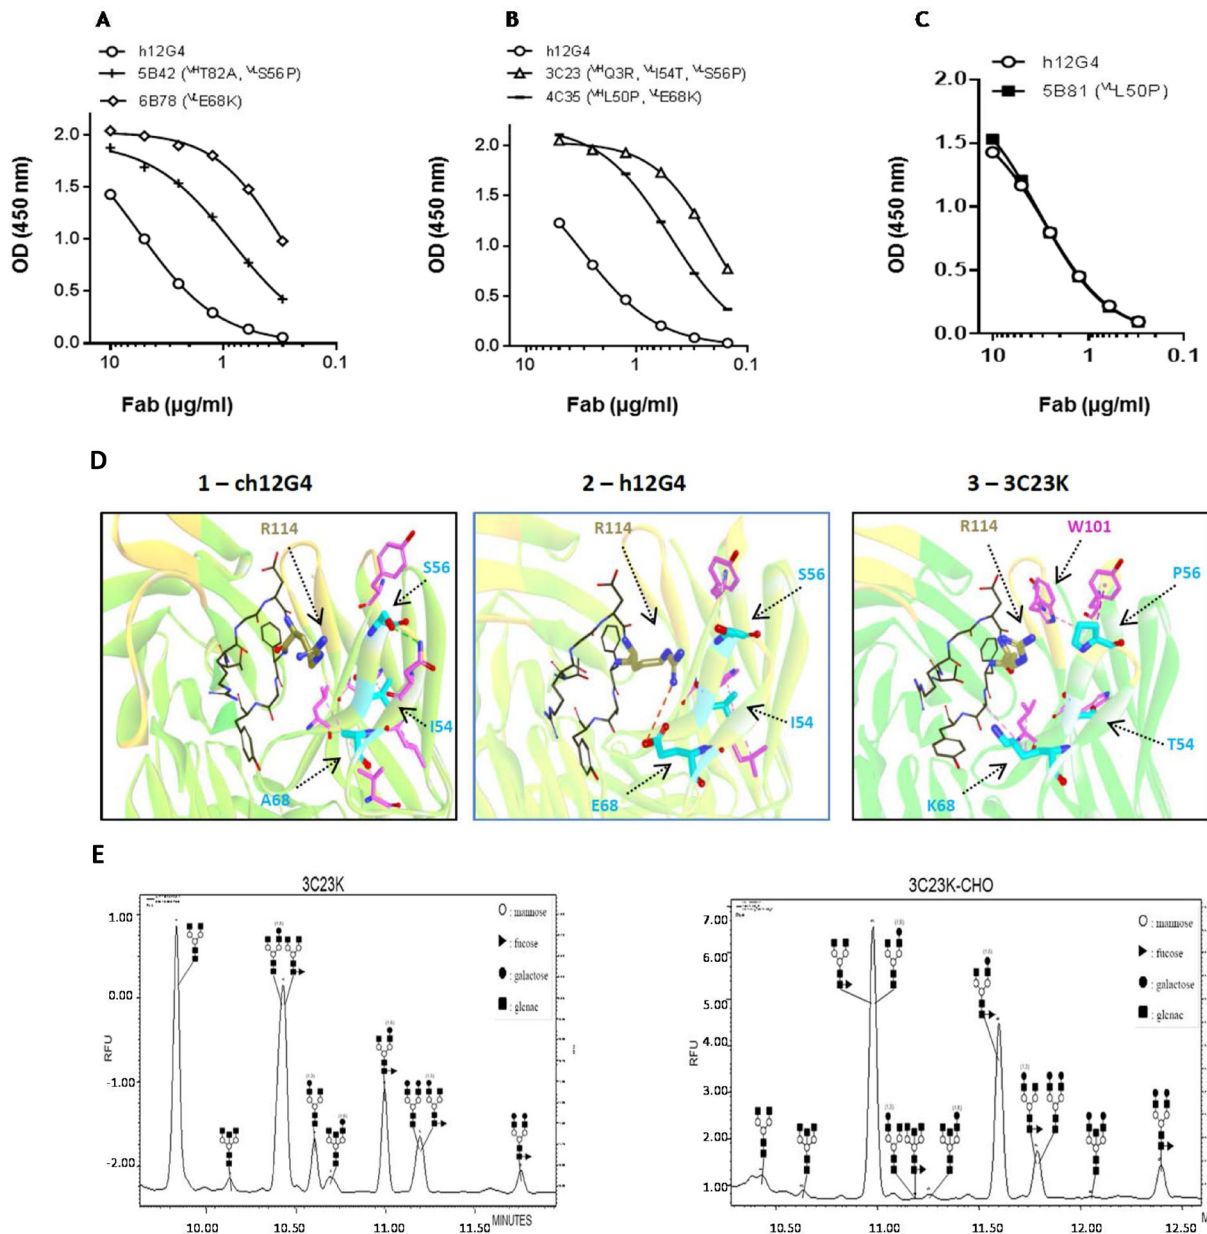 A
h12G4
5B42 (VHT82A, VLS56P)
6B78 (VLE68K)
OD (450 nm)
2.0
1.5
1.0
0.5
0.0
10
1
0.1
Fab (µg/ml)
B
h12G4
3C23 (VHQ3R, VLI54T, VLS56P)
4C35 (VHL50P, VLE68K)
OD (450 nm)
2.0
1.5
1.0
0.5
0.0
10
1
0.1
Fab (µg/ml)
C
h12G4
5B81 (VLL50P)
OD (450 nm)
2.0
1.5
1.0
0.5
0.0
10
1
0.1
Fab (µg/ml)
D
1 – ch12G4
R114
S56
I54
A68
2 – h12G4
R114
S56
I54
E68
3 – 3C23K
R114
W101
P56
T54
K68
E
3C23K
RFU
1.00
0.00
-1.00
-2.00
10.00
10.50
11.00
11.50
MINUTES
: mannose
: fucose
: galactose
: glcnac
3C23K-CHO
RFU
7.00
6.00
5.00
4.00
3.00
2.00
1.00
10.50
11.00
11.50
12.00
12.50
M
: mannose
: fucose
: galactose
: glcnac